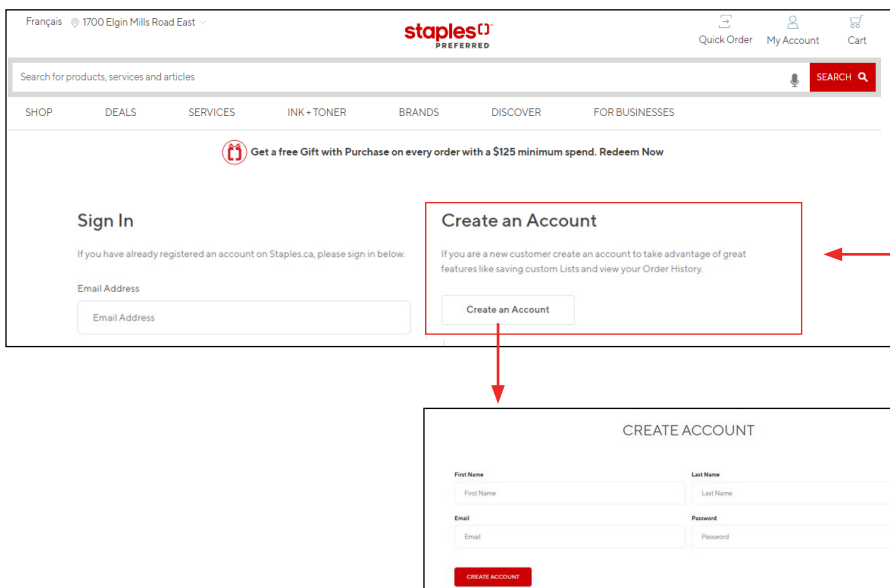 Français 1700 Elgin Mills Road East
staples
PREFERRED
Quick Order My Account Cart
Search for products, services and articles
SEARCH
SHOP DEALS SERVICES INK + TONER BRANDS DISCOVER FOR BUSINESSES
Get a free Gift with Purchase on every order with a $125 minimum spend. Redeem Now
Sign In
If you have already registered an account on Staples.ca, please sign in below.
Email Address
Email Address
Create an Account
If you are a new customer create an account to take advantage of great
features like saving custom Lists and view your Order History.
Create an Account
CREATE ACCOUNT
First Name Last Name
First Name Last Name
Email Password
Email Password
CREATE ACCOUNT